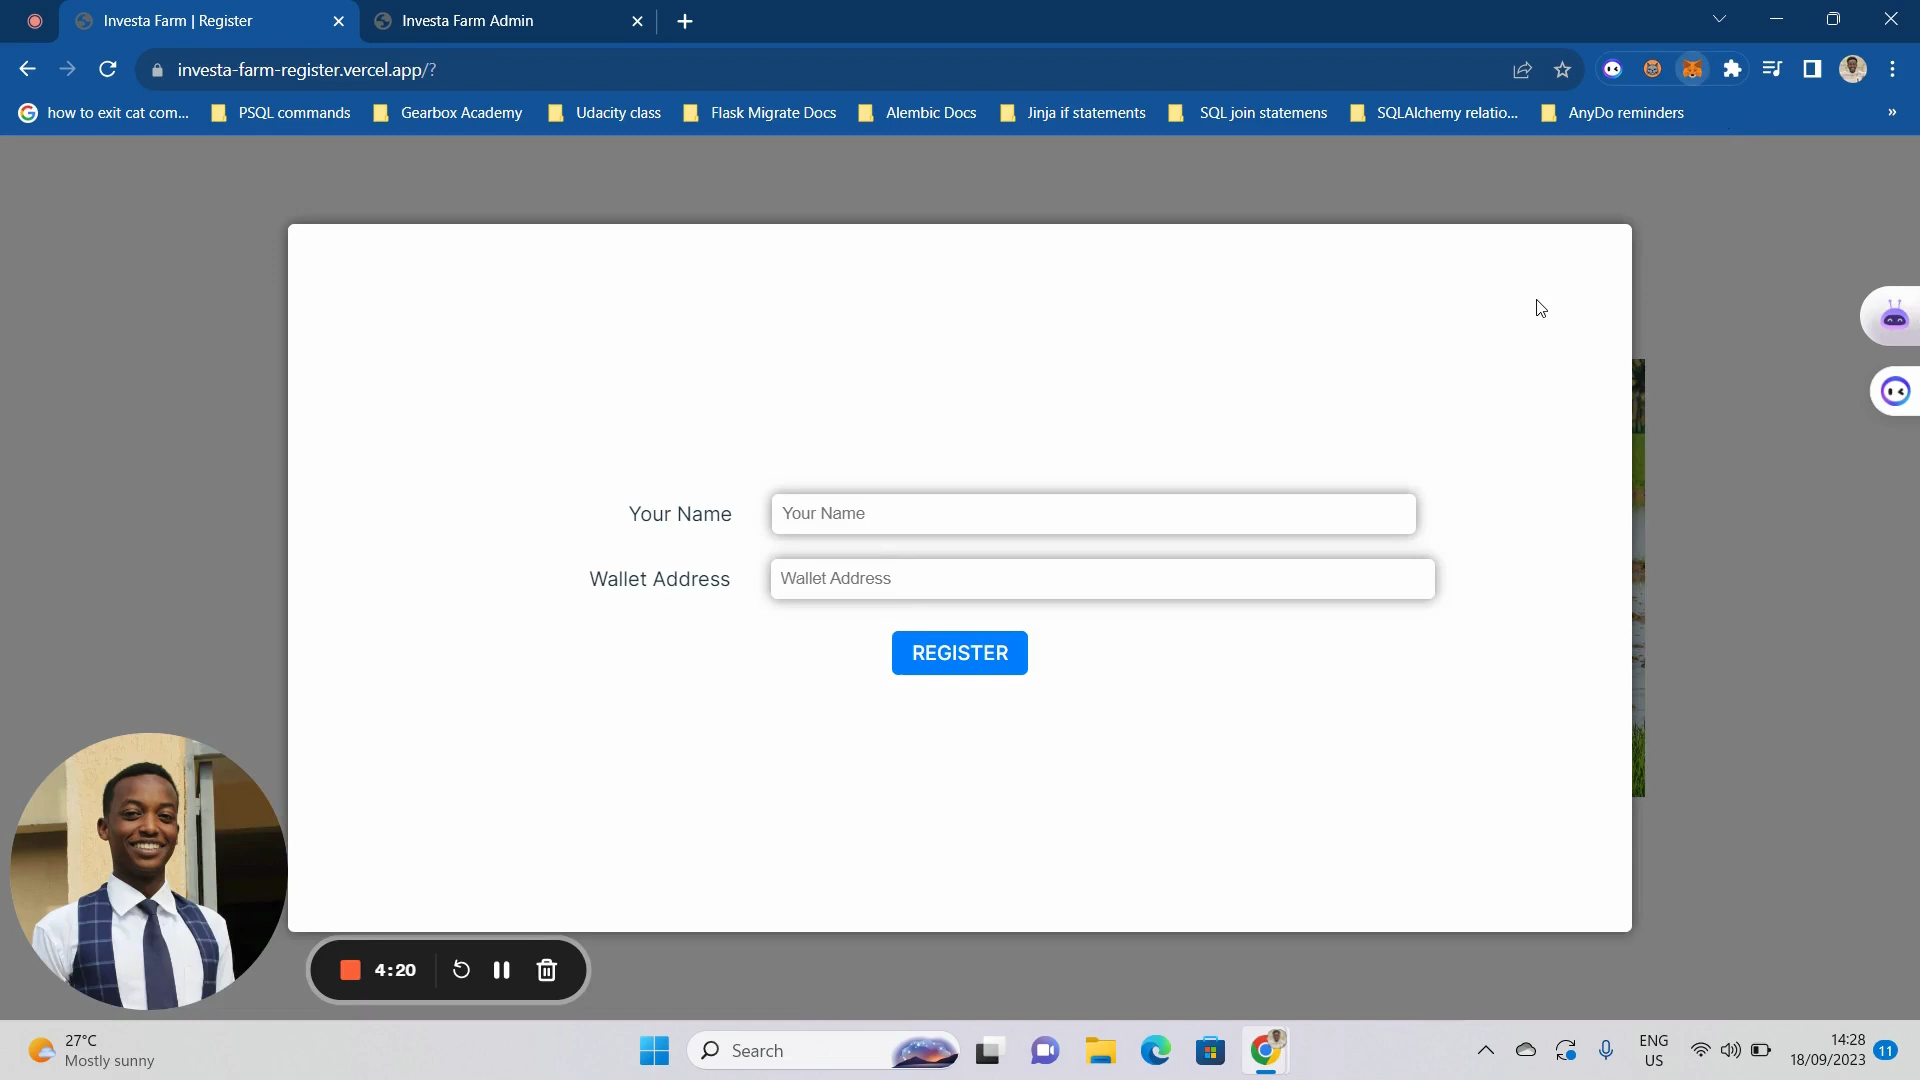 Investa Farm | Register
Investa Farm Admin
investa-farm-register.vercel.app/?
how to exit cat com...
PSQL commands
Gearbox Academy
Udacity class
Flask Migrate Docs
Alembic Docs
Jinja if statements
SQL join statemens
SQLAlchemy relatio...
AnyDo reminders
»
Your Name
Your Name
Wallet Address
Wallet Address
REGISTER
4:20
27°C
Mostly sunny
Search
ENG
US
14:28
18/09/2023
11